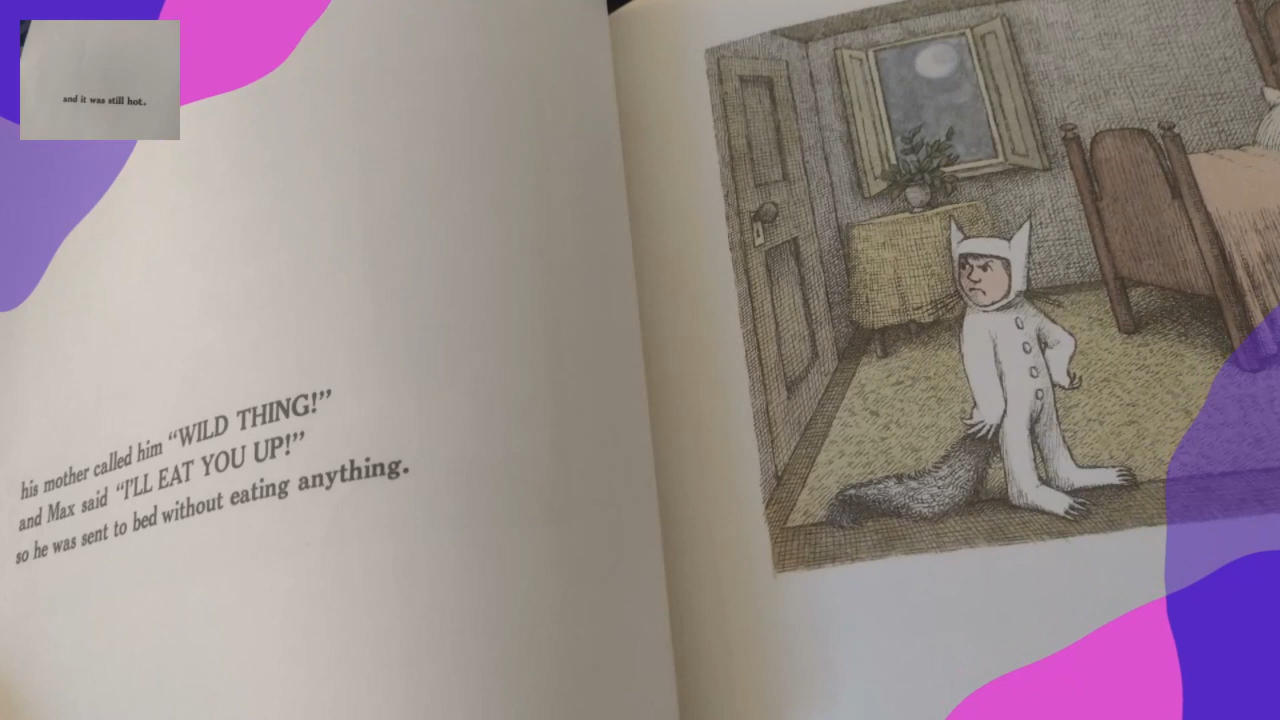 and it was still hot.
his mother called him “WILD THING!”
and Max said “I’LL EAT YOU UP!”
so he was sent to bed without eating anything.